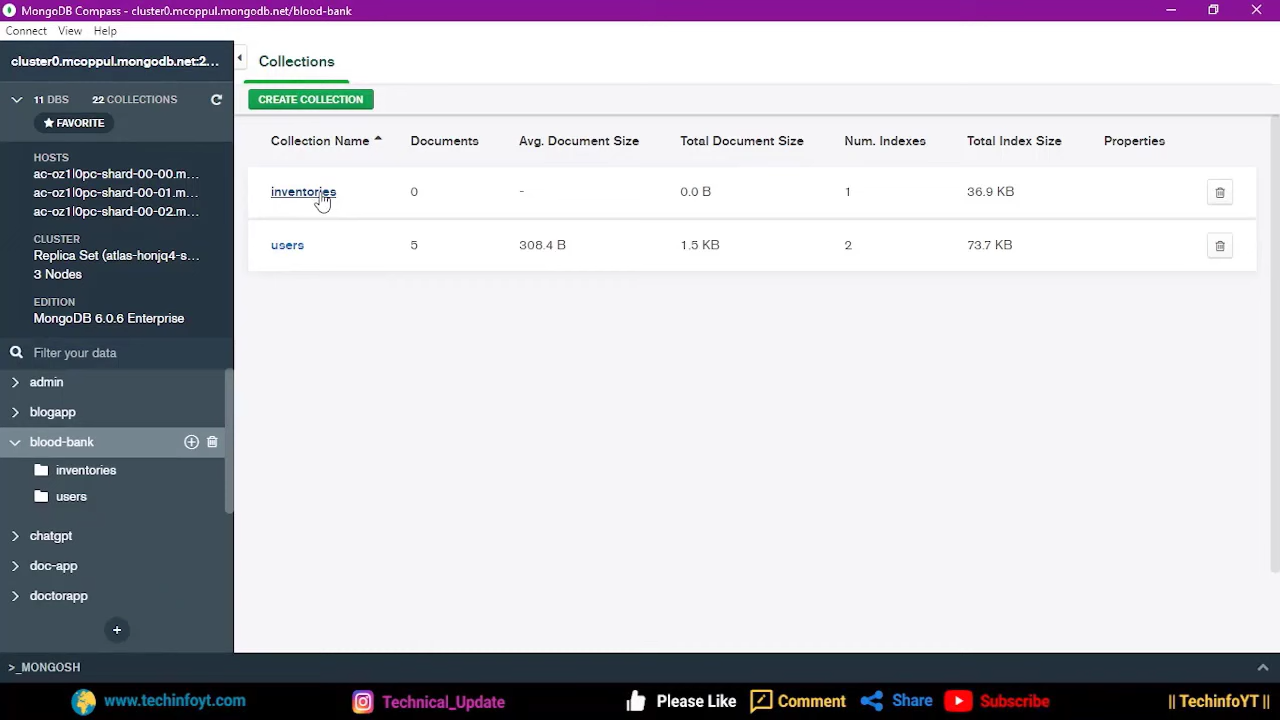 MongoDB Compass - cluster0.mcoppul.mongodb.net/blood-bank
Connect View Help
cluster0.mcoppul.mongodb.net:2...
11 DBS 22 COLLECTIONS
★ FAVORITE
HOSTS
ac-oz1l0pc-shard-00-00.m...
ac-oz1l0pc-shard-00-01.m...
ac-oz1l0pc-shard-00-02.m...
CLUSTER
Replica Set (atlas-honjq4-s...
3 Nodes
EDITION
MongoDB 6.0.6 Enterprise
Filter your data
admin
blogapp
blood-bank
inventories
users
chatgpt
doc-app
doctorapp
+
Collections
CREATE COLLECTION
Collection Name Documents Avg. Document Size Total Document Size Num. Indexes Total Index Size Properties
inventories 0 - 0.0 B 1 36.9 KB
users 5 308.4 B 1.5 KB 2 73.7 KB
>_MONGOSH
www.techinfoyt.com Technical_Update Please Like Comment Share Subscribe || TechinfoYT ||